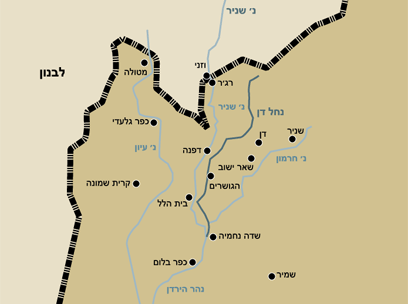 נ׳ שניר
לבנון
מטולה
וזני
רג׳ר
נ׳ שניר
נחל דן
כפר גלעדי
דן
שניר
נ׳ עיון
דפנה
נ׳ חרמון
שאר ישוב
קרית שמונה
הגושרים
בית הלל
שדה נחמיה
כפר בלום
שמיר
נהר הירדן